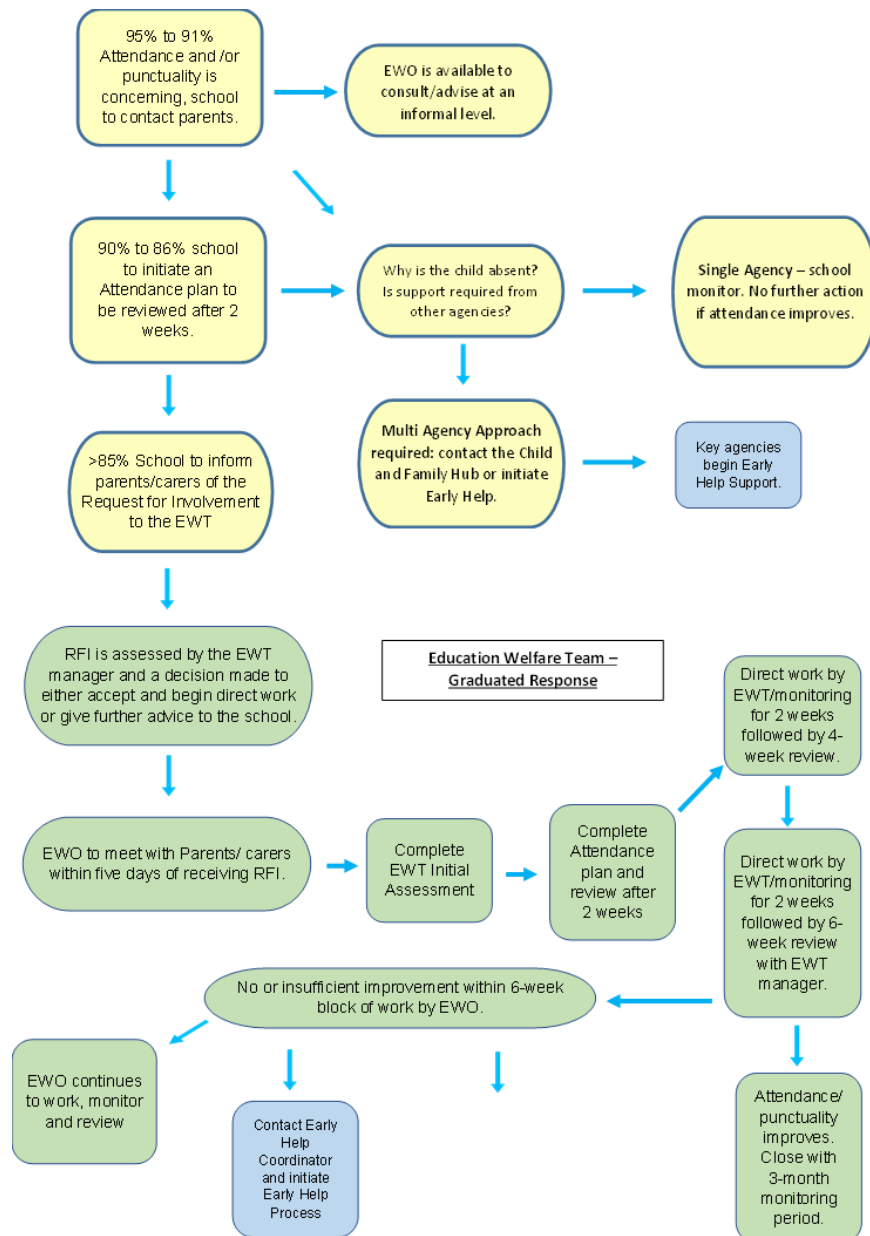 95% to 91%
Attendance and /or
punctuality is
concerning, school
to contact parents.
EWO is available to
consult/advise at an
informal level.
90% to 86% school
to initiate an
Attendance plan to
be reviewed after 2
weeks.
Why is the child absent?
Is support required from
other agencies?
Single Agency – school
monitor. No further action
if attendance improves.
>85% School to inform
parents/carers of the
Request for Involvement
to the EWT
Multi Agency Approach
required: contact the Child
and Family Hub or initiate
Early Help.
Key agencies
begin Early
Help Support.
RFI is assessed by the EWT
manager and a decision made to
either accept and begin direct work
or give further advice to the school.
Education Welfare Team –
Graduated Response
Direct work by
EWT/monitoring
for 2 weeks
followed by 4-
week review.
EWO to meet with Parents/ carers
within five days of receiving RFI.
Complete
EWT Initial
Assessment
Complete
Attendance
plan and
review after
2 weeks
Direct work by
EWT/monitoring
for 2 weeks
followed by 6-
week review
with EWT
manager.
No or insufficient improvement within 6-week
block of work by EWO.
EWO continues
to work, monitor
and review
Contact Early
Help
Coordinator
and initiate
Early Help
Process
Attendance/
punctuality
improves.
Close with
3-month
monitoring
period.